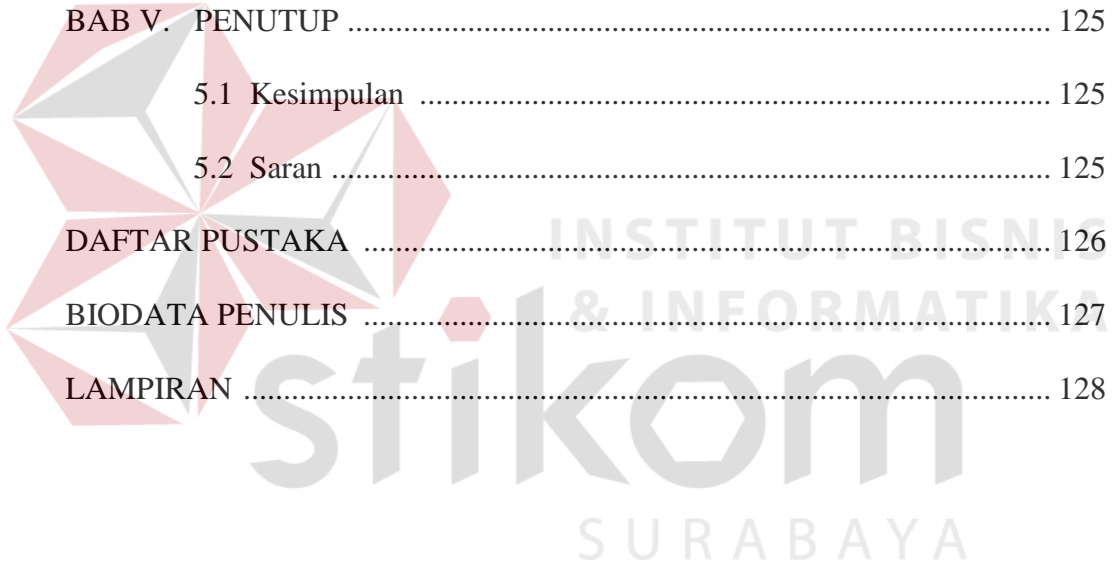 BAB V. PENUTUP ........................................................................ 125
5.1 Kesimpulan ................................................................ 125
5.2 Saran ......................................................................... 125
DAFTAR PUSTAKA ..................................................................... 126
BIODATA PENULIS ..................................................................... 127
LAMPIRAN ................................................................................. 128
INSTITUT BISNIS
& INFORMATIKA
stikom
SURABAYA